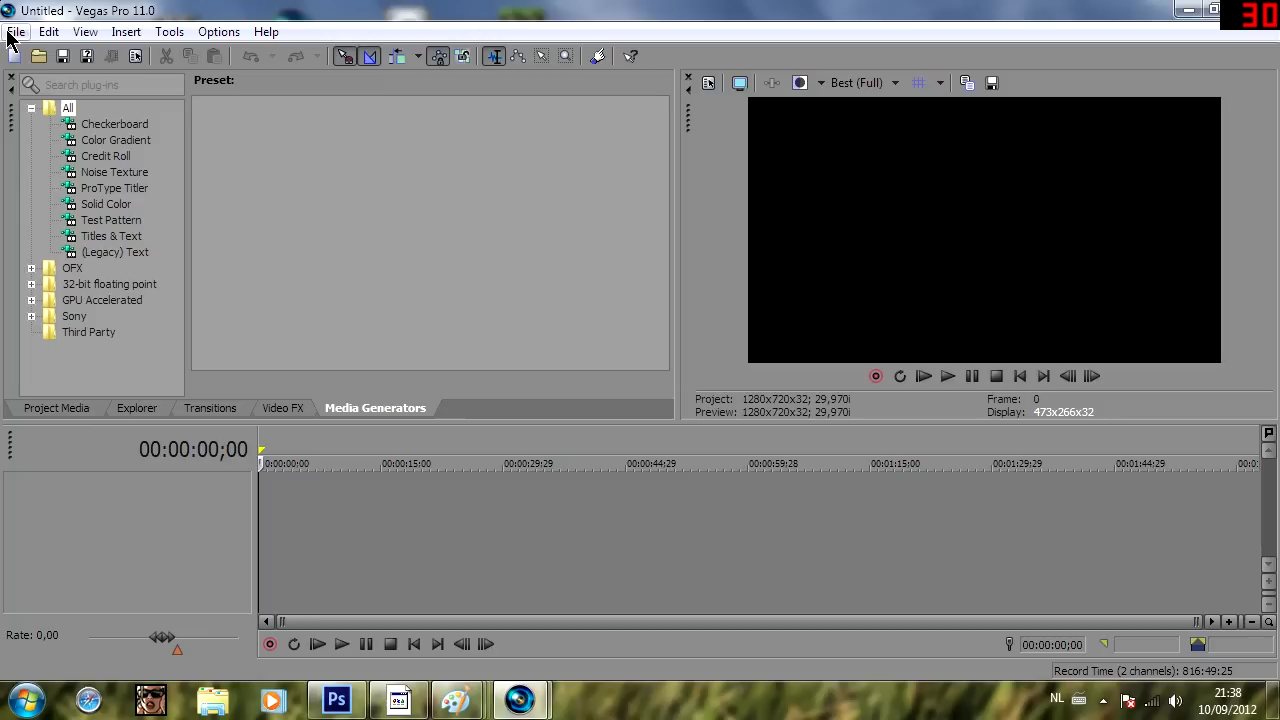 Untitled - Vegas Pro 11.0
30
File Edit View Insert Tools Options Help
Search plug-ins
Preset:
Best (Full)
All
Checkerboard
Color Gradient
Credit Roll
Noise Texture
ProType Titler
Solid Color
Test Pattern
Titles & Text
(Legacy) Text
OFX
32-bit floating point
GPU Accelerated
Sony
Third Party
Project Media Explorer Transitions Video FX Media Generators
Project: 1280x720x32; 29,970i Frame: 0
Preview: 1280x720x32; 29,970i Display: 473x266x32
00:00:00;00
0:00:00:00 00:00:15:00 00:00:29:29 00:00:44:29 00:00:59:28 00:01:15:00 00:01:29:29 00:01:44:29
Rate: 0,00
00:00:00;00
Record Time (2 channels): 816:49:25
Ps
NL
21:38
10/09/2012